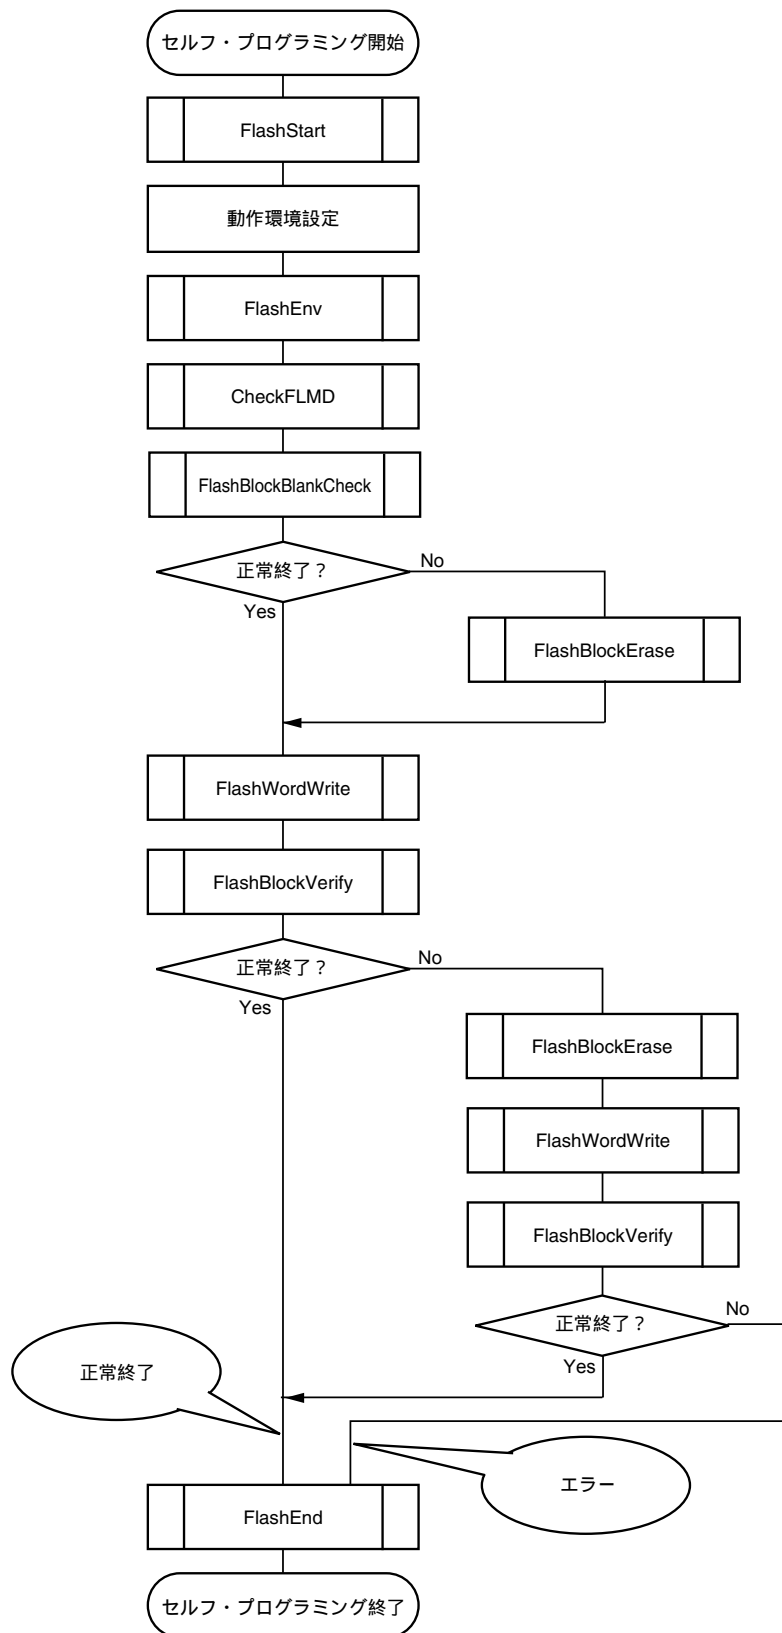 セルフ・プログラミング開始
FlashStart
動作環境設定
FlashEnv
CheckFLMD
FlashBlockBlankCheck
正常終了？
No
Yes
FlashBlockErase
FlashWordWrite
FlashBlockVerify
正常終了？
No
Yes
FlashBlockErase
FlashWordWrite
FlashBlockVerify
正常終了？
No
Yes
正常終了
エラー
FlashEnd
セルフ・プログラミング終了